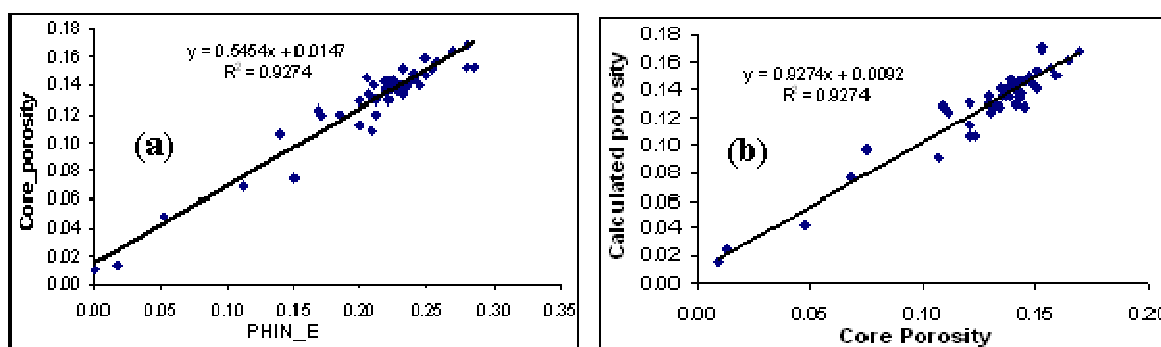 0.18
0.16
0.14
0.12
0.10
0.08
0.06
0.04
0.02
0.00
Core_porosity
y = 0.5454x + 0.0147
R² = 0.9274
(a)
0.00 0.05 0.10 0.15 0.20 0.25 0.30 0.35
PHIN_E
0.18
0.16
0.14
0.12
0.10
0.08
0.06
0.04
0.02
0.00
Calculated porosity
y = 0.9274x + 0.0092
R² = 0.9274
(b)
0.00 0.05 0.10 0.15 0.20
Core Porosity